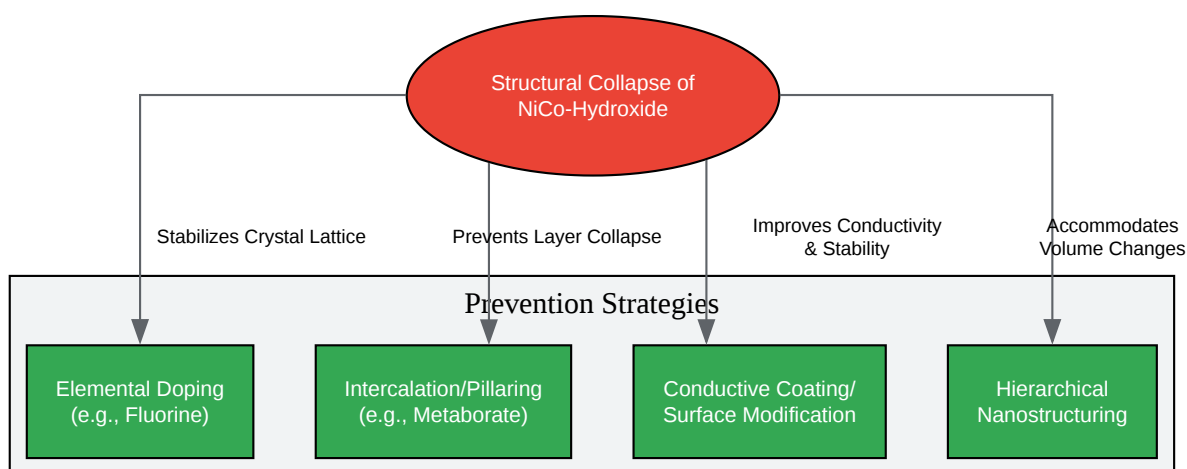 Structural Collapse of
NiCo-Hydroxide
Stabilizes Crystal Lattice
Prevents Layer Collapse
Improves Conductivity
& Stability
Accommodates
Volume Changes
Prevention Strategies
Elemental Doping
(e.g., Fluorine)
Intercalation/Pillaring
(e.g., Metaborate)
Conductive Coating/
Surface Modification
Hierarchical
Nanostructuring